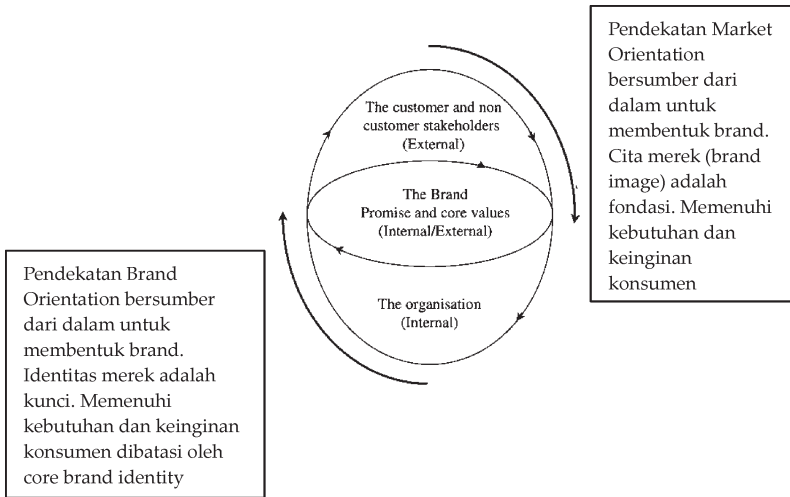 Pendekatan Market
Orientation
bersumber dari
dalam untuk
membentuk brand.
Cita merek (brand
image) adalah
fondasi. Memenuhi
kebutuhan dan
keinginan
konsumen
The customer and non
customer stakeholders
(External)
The Brand
Promise and core values
(Internal/External)
The organisation
(Internal)
Pendekatan Brand
Orientation bersumber
dari dalam untuk
membentuk brand.
Identitas merek adalah
kunci. Memenuhi
kebutuhan dan keinginan
konsumen dibatasi oleh
core brand identity